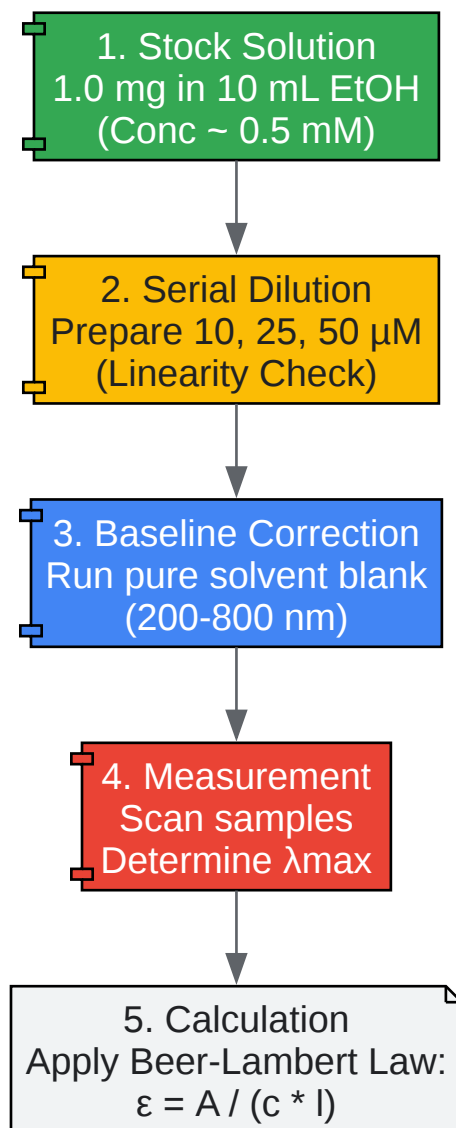 1. Stock Solution
1.0 mg in 10 mL EtOH
(Conc ~ 0.5 mM)
2. Serial Dilution
Prepare 10, 25, 50 µM
(Linearity Check)
3. Baseline Correction
Run pure solvent blank
(200-800 nm)
4. Measurement
Scan samples
Determine λmax
5. Calculation
Apply Beer-Lambert Law:
ε = A / (c * l)